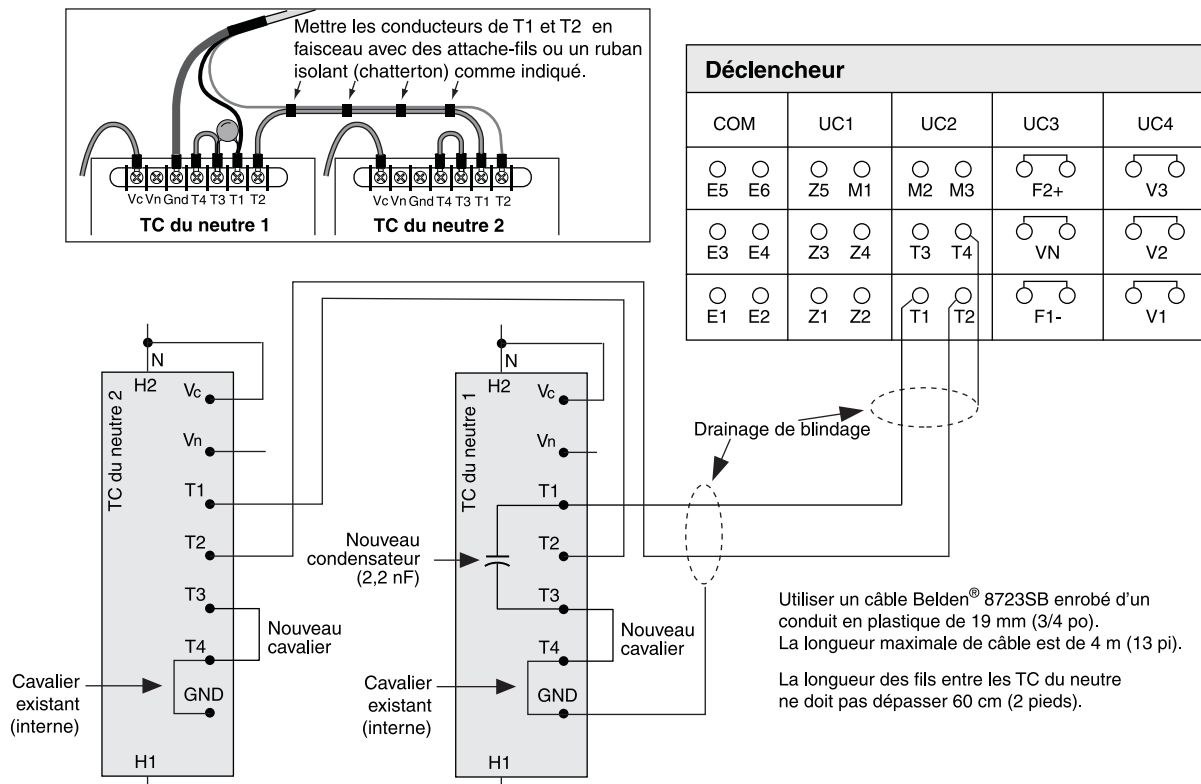 Mettre les conducteurs de T1 et T2 en
faisceau avec des attache-fils ou un ruban
isolant (chatterton) comme indiqué.
Vc Vn Gnd T4 T3 T1 T2
TC du neutre 1
Vc Vn Gnd T4 T3 T1 T2
TC du neutre 2
Déclencheur
COM UC1 UC2 UC3 UC4
E5 E6 Z5 M1 M2 M3 F2+ V3
E3 E4 Z3 Z4 T3 T4 VN V2
E1 E2 Z1 Z2 T1 T2 F1- V1
Drainage de blindage
N
H2
TC du neutre 2
Vc
Vn
T1
T2
T3
T4
GND
H1
Nouveau
cavalier
Cavalier
existant
(interne)
N
H2
TC du neutre 1
Vc
Vn
T1
T2
T3
T4
GND
H1
Nouveau
condensateur
(2,2 nF)
Nouveau
cavalier
Cavalier
existant
(interne)
Utiliser un câble Belden® 8723SB enrobé d'un
conduit en plastique de 19 mm (3/4 po).
La longueur maximale de câble est de 4 m (13 pi).
La longueur des fils entre les TC du neutre
ne doit pas dépasser 60 cm (2 pieds).